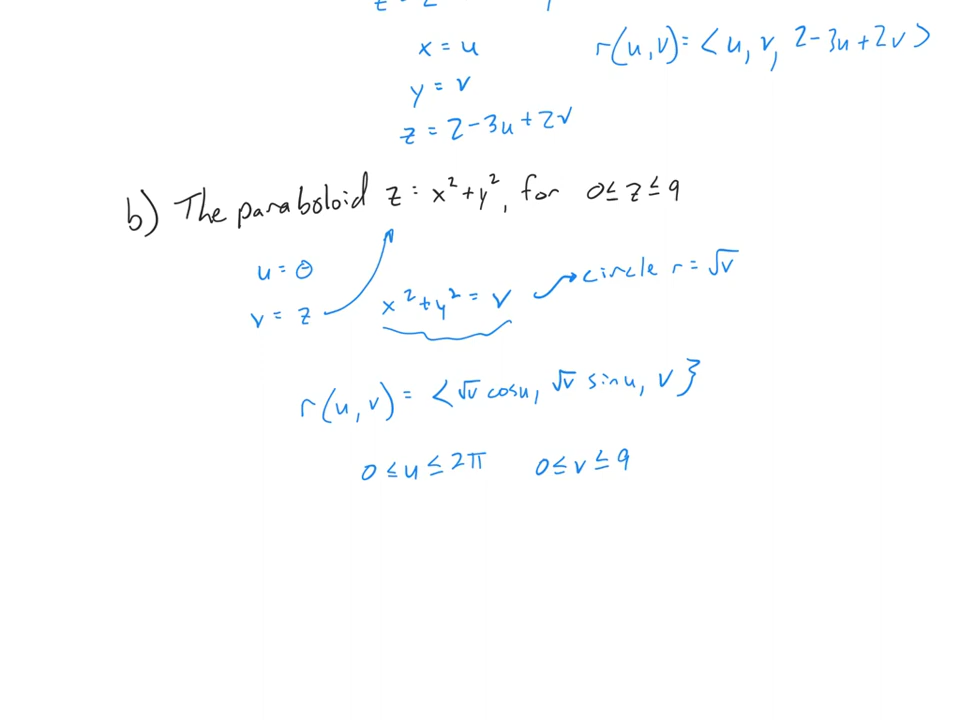 x = u
r(u, v) = < u, v, 2 - 3u + 2v >
y = v
z = 2 - 3u + 2v
b) The paraboloid z = x² + y², for 0 ≤ z ≤ 9
u = θ
x² + y² = v → circle r = √v
v = z
r(u, v) = < √v cos u, √v sin u, v }
0 ≤ u ≤ 2π 0 ≤ v ≤ 9